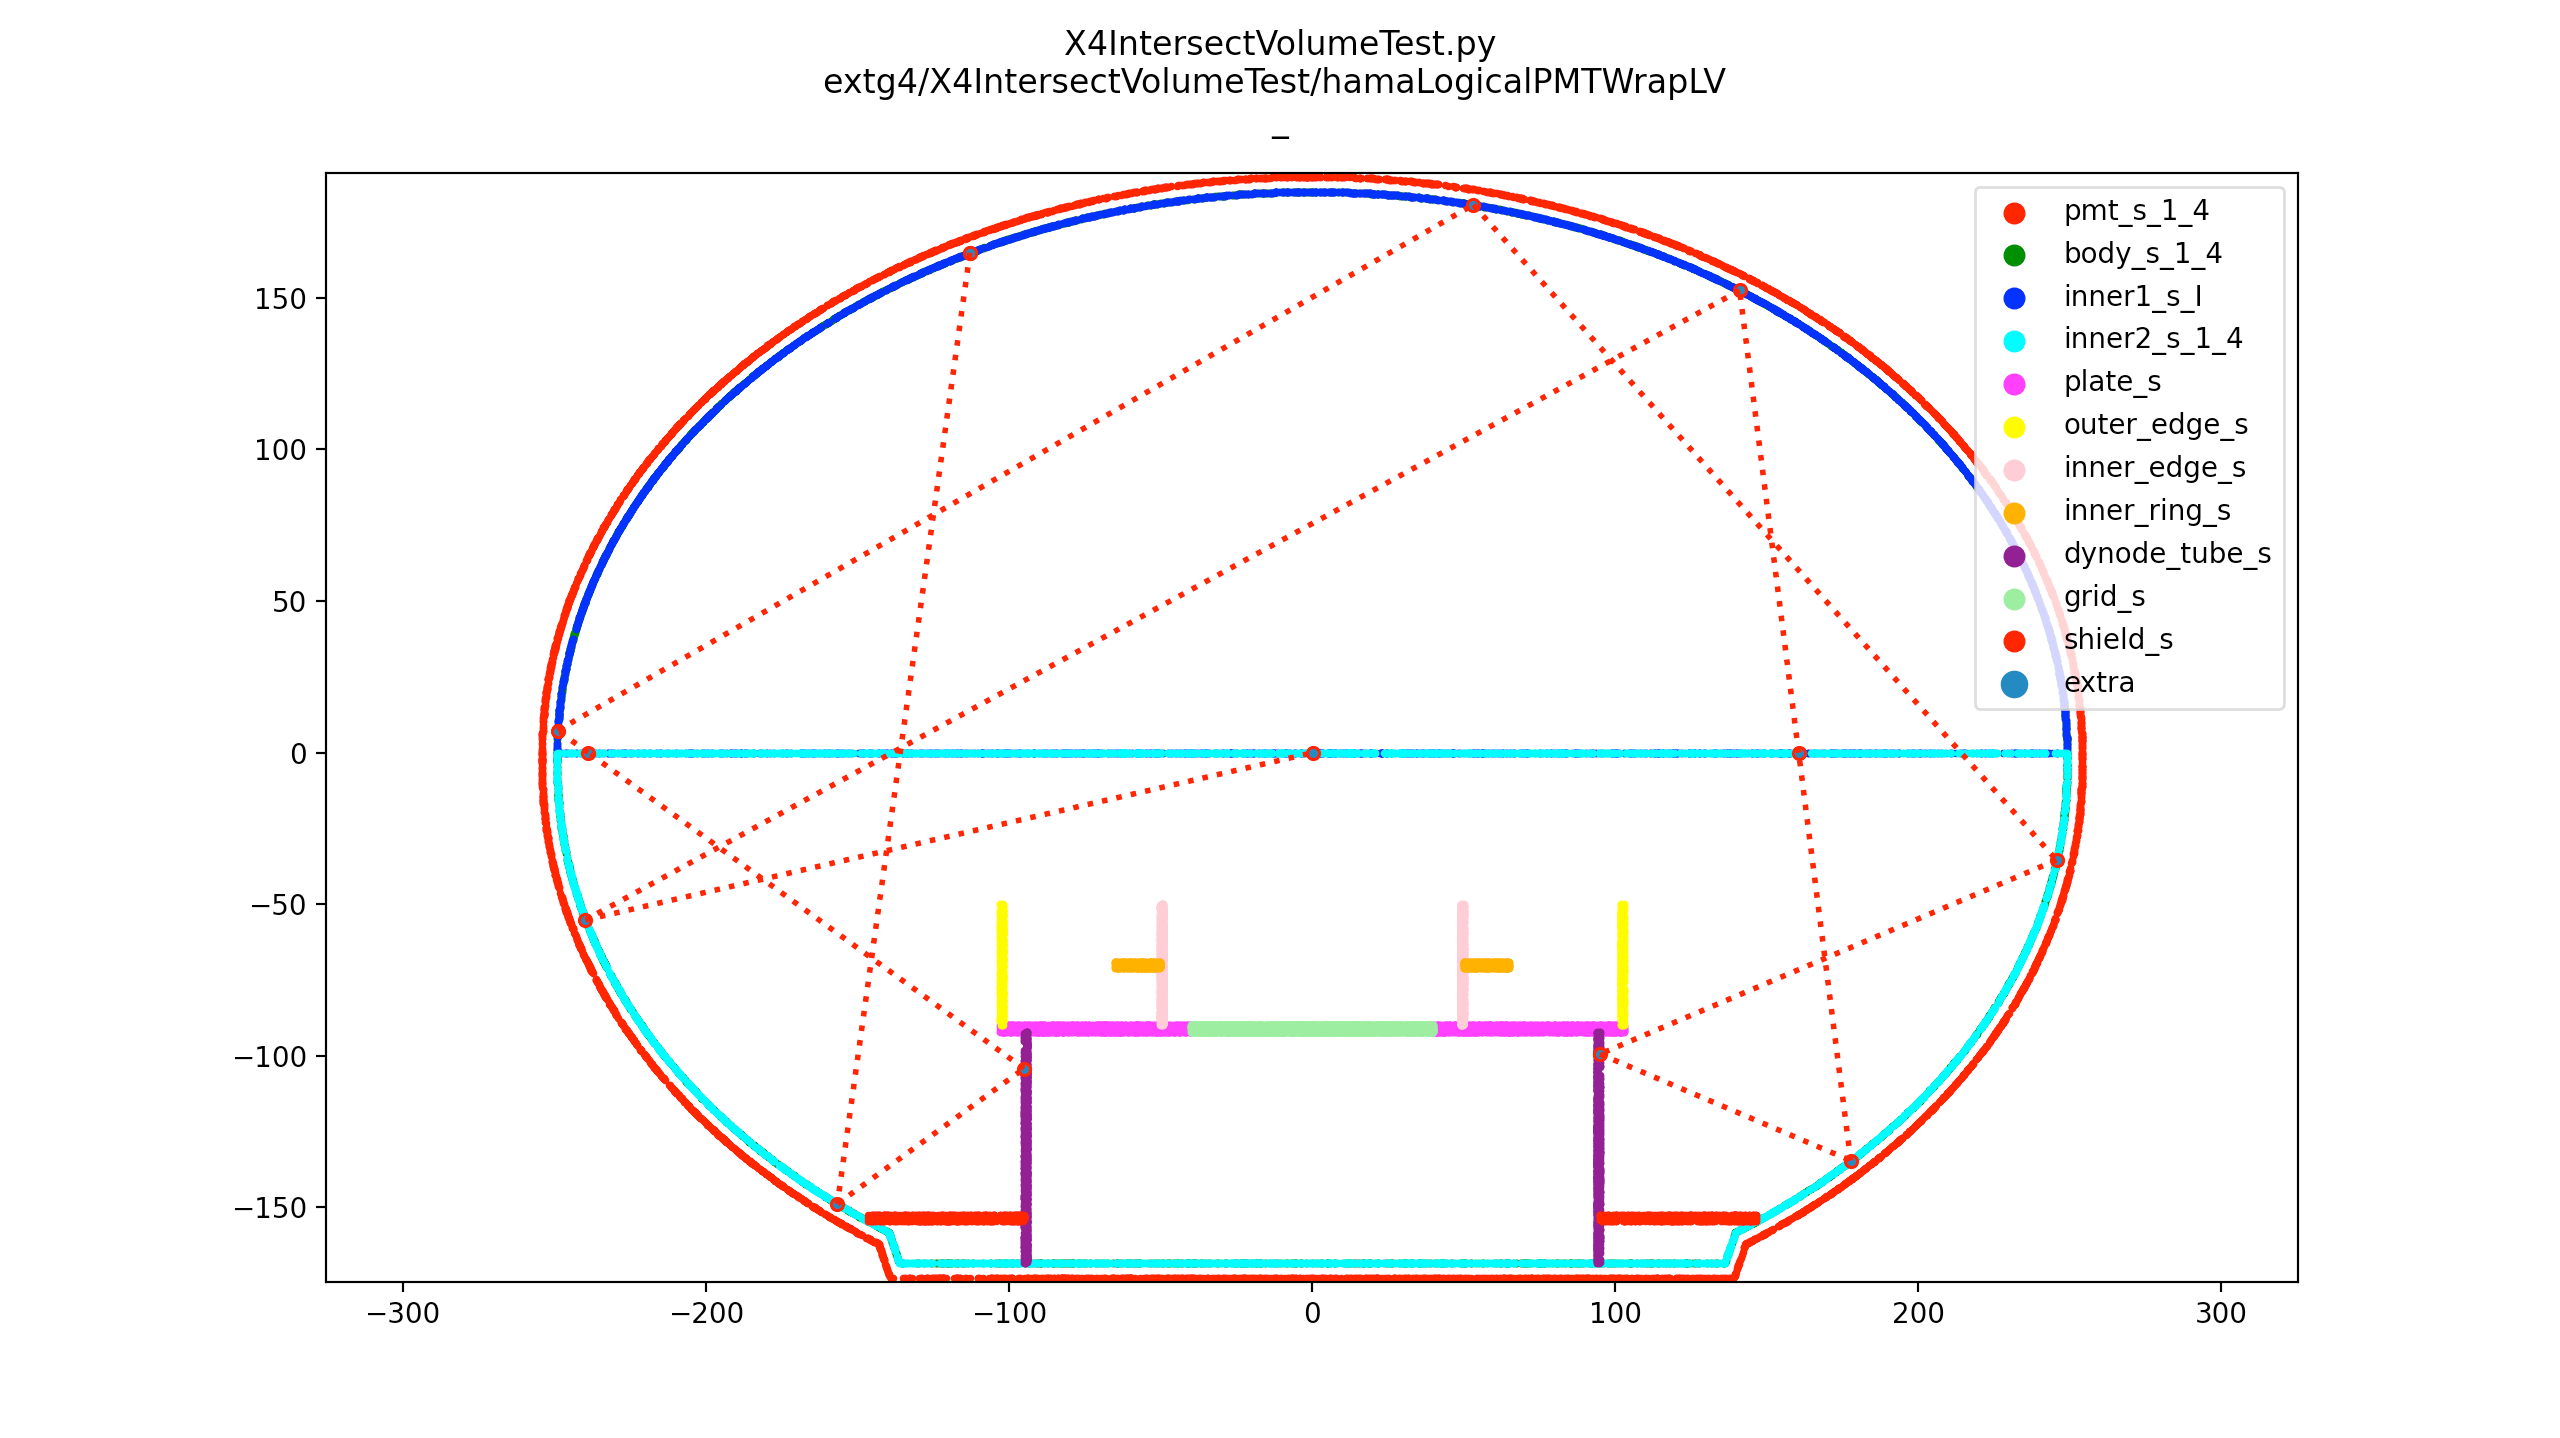 X4IntersectVolumeTest.py
extg4/X4IntersectVolumeTest/hamaLogicalPMTWrapLV
_
pmt_s_1_4
body_s_1_4
inner1_s_I
inner2_s_1_4
plate_s
outer_edge_s
inner_edge_s
inner_ring_s
dynode_tube_s
grid_s
shield_s
extra
150
100
50
0
−50
−100
−150
−300
−200
−100
0
100
200
300